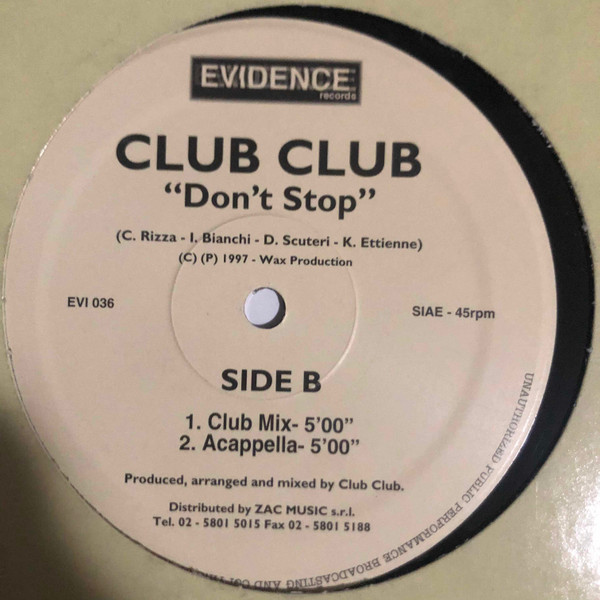 EVIDENCE
records
CLUB CLUB
“Don't Stop”
(C. Rizza - I. Bianchi - D. Scuteri - K. Ettienne)
(C) (P) 1997 - Wax Production
EVI 036
SIAE - 45rpm
SIDE B
1. Club Mix- 5'00”
2. Acappella- 5'00”
Produced, arranged and mixed by Club Club.
Distributed by ZAC MUSIC s.r.l.
Tel. 02 - 5801 5015 Fax 02 - 5801 5188
UNAUTHORIZED PUBLIC PERFORMANCE BROADCASTING AND